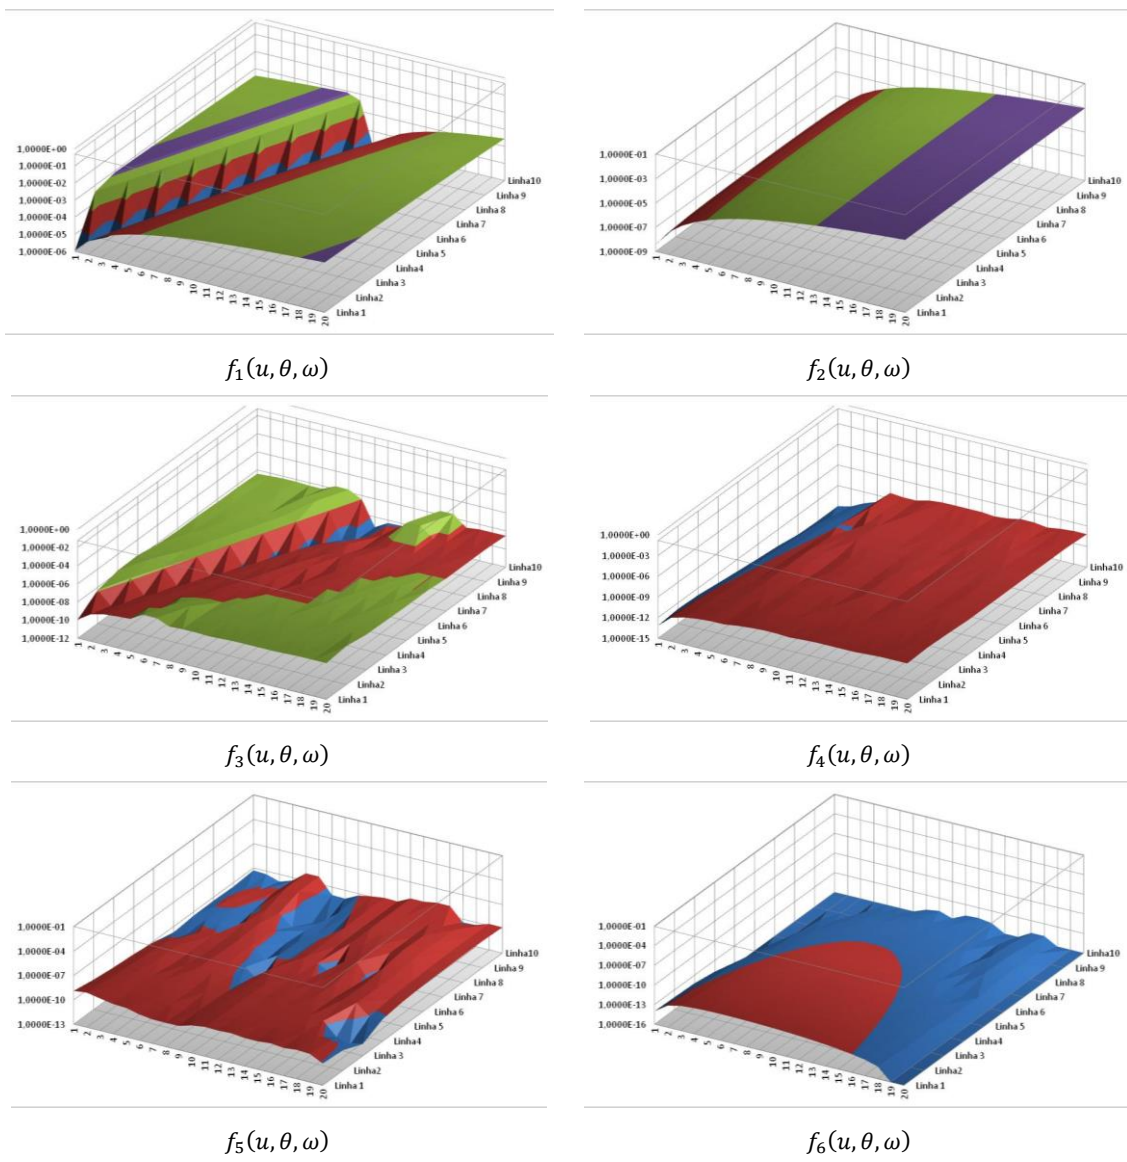 1,0000E+00
1,0000E-01
1,0000E-02
1,0000E-03
1,0000E-04
1,0000E-05
1,0000E-06
1 2 3 4 5 6 7 8 9 10 11 12 13 14 15 16 17 18 19 20
Linha10
Linha 9
Linha 8
Linha 7
Linha 6
Linha 5
Linha4
Linha 3
Linha2
Linha 1
f₁(u, θ, ω)
1,0000E-01
1,0000E-03
1,0000E-05
1,0000E-07
1,0000E-09
1 2 3 4 5 6 7 8 9 10 11 12 13 14 15 16 17 18 19 20
Linha10
Linha 9
Linha 8
Linha 7
Linha 6
Linha 5
Linha4
Linha 3
Linha2
Linha 1
f₂(u, θ, ω)
1,0000E+00
1,0000E-02
1,0000E-04
1,0000E-06
1,0000E-08
1,0000E-10
1,0000E-12
1 2 3 4 5 6 7 8 9 10 11 12 13 14 15 16 17 18 19 20
Linha10
Linha 9
Linha 8
Linha 7
Linha 6
Linha 5
Linha4
Linha 3
Linha2
Linha 1
f₃(u, θ, ω)
1,0000E+00
1,0000E-03
1,0000E-06
1,0000E-09
1,0000E-12
1,0000E-15
1 2 3 4 5 6 7 8 9 10 11 12 13 14 15 16 17 18 19 20
Linha10
Linha 9
Linha 8
Linha 7
Linha 6
Linha 5
Linha4
Linha 3
Linha2
Linha 1
f₄(u, θ, ω)
1,0000E-01
1,0000E-04
1,0000E-07
1,0000E-10
1,0000E-13
1 2 3 4 5 6 7 8 9 10 11 12 13 14 15 16 17 18 19 20
Linha10
Linha 9
Linha 8
Linha 7
Linha 6
Linha 5
Linha4
Linha 3
Linha2
Linha 1
f₅(u, θ, ω)
1,0000E-01
1,0000E-04
1,0000E-07
1,0000E-10
1,0000E-13
1,0000E-16
1 2 3 4 5 6 7 8 9 10 11 12 13 14 15 16 17 18 19 20
Linha10
Linha 9
Linha 8
Linha 7
Linha 6
Linha 5
Linha4
Linha 3
Linha2
Linha 1
f₆(u, θ, ω)